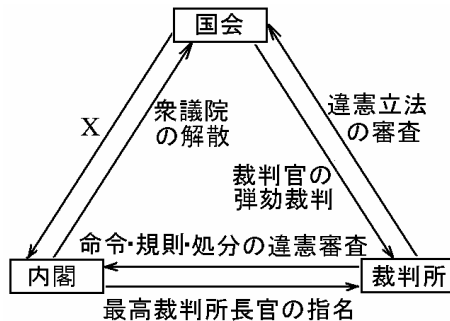 国会
X
衆議院
の解散
違憲立法
の審査
裁判官の
弾劾裁判
命令・規則・処分の違憲審査
内閣
裁判所
最高裁判所長官の指名